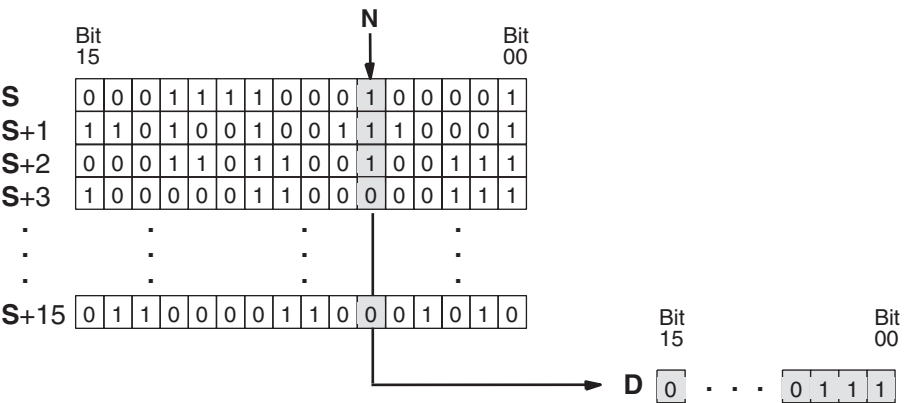 N
Bit Bit
15 00
S 0 0 0 1 1 1 1 0 0 0 1 0 0 0 0 1
S+1 1 1 0 1 0 0 1 0 0 1 1 1 0 0 0 1
S+2 0 0 0 1 1 0 1 1 0 0 1 0 0 1 1 1
S+3 1 0 0 0 0 0 1 1 0 0 0 0 0 1 1 1
S+15 0 1 1 0 0 0 0 1 1 0 0 0 1 0 1 0
Bit Bit
15 00
D 0 . . . 0 1 1 1